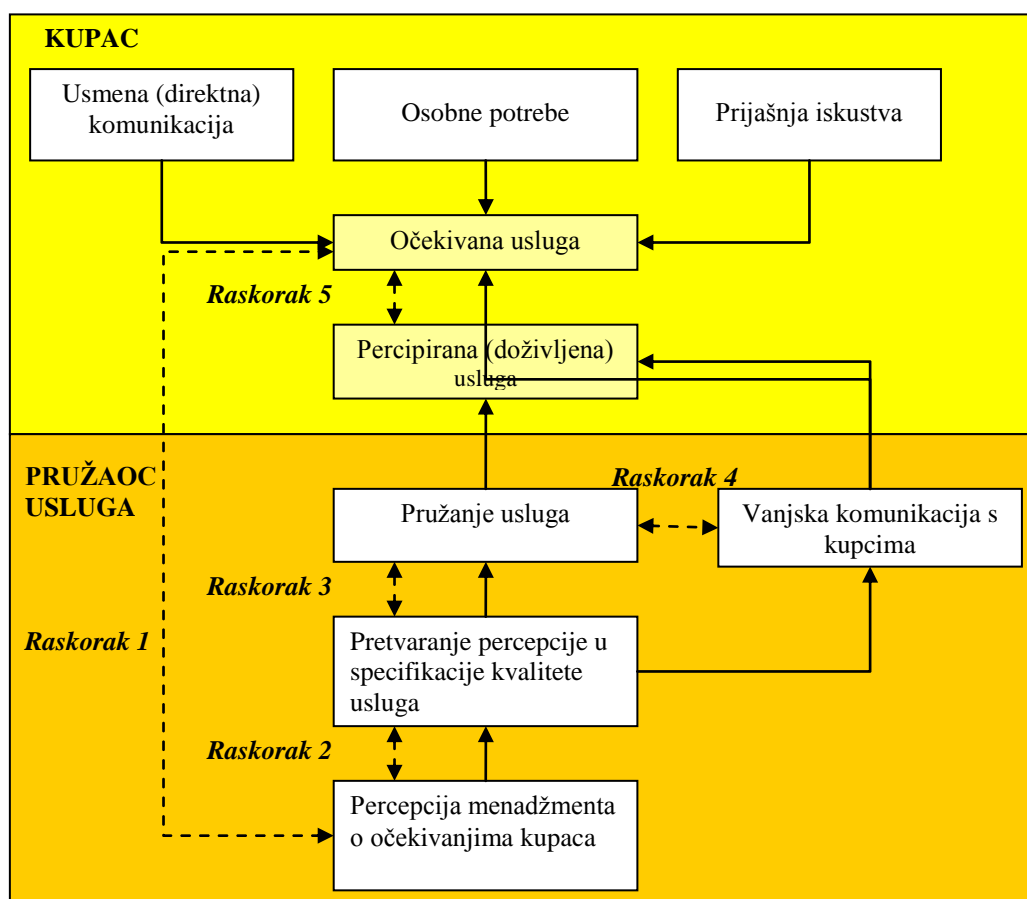 KUPAC
Usmena (direktna)
komunikacija
Osobne potrebe
Prijašnja iskustva
Očekivana usluga
Raskorak 5
Percipirana (doživljena)
usluga
PRUŽAOC
USLUGA
Raskorak 4
Pružanje usluga
Vanjska komunikacija s
kupcima
Raskorak 3
Raskorak 1
Pretvaranje percepcije u
specifikacije kvalitete
usluga
Raskorak 2
Percepcija menadžmenta
o očekivanjima kupaca